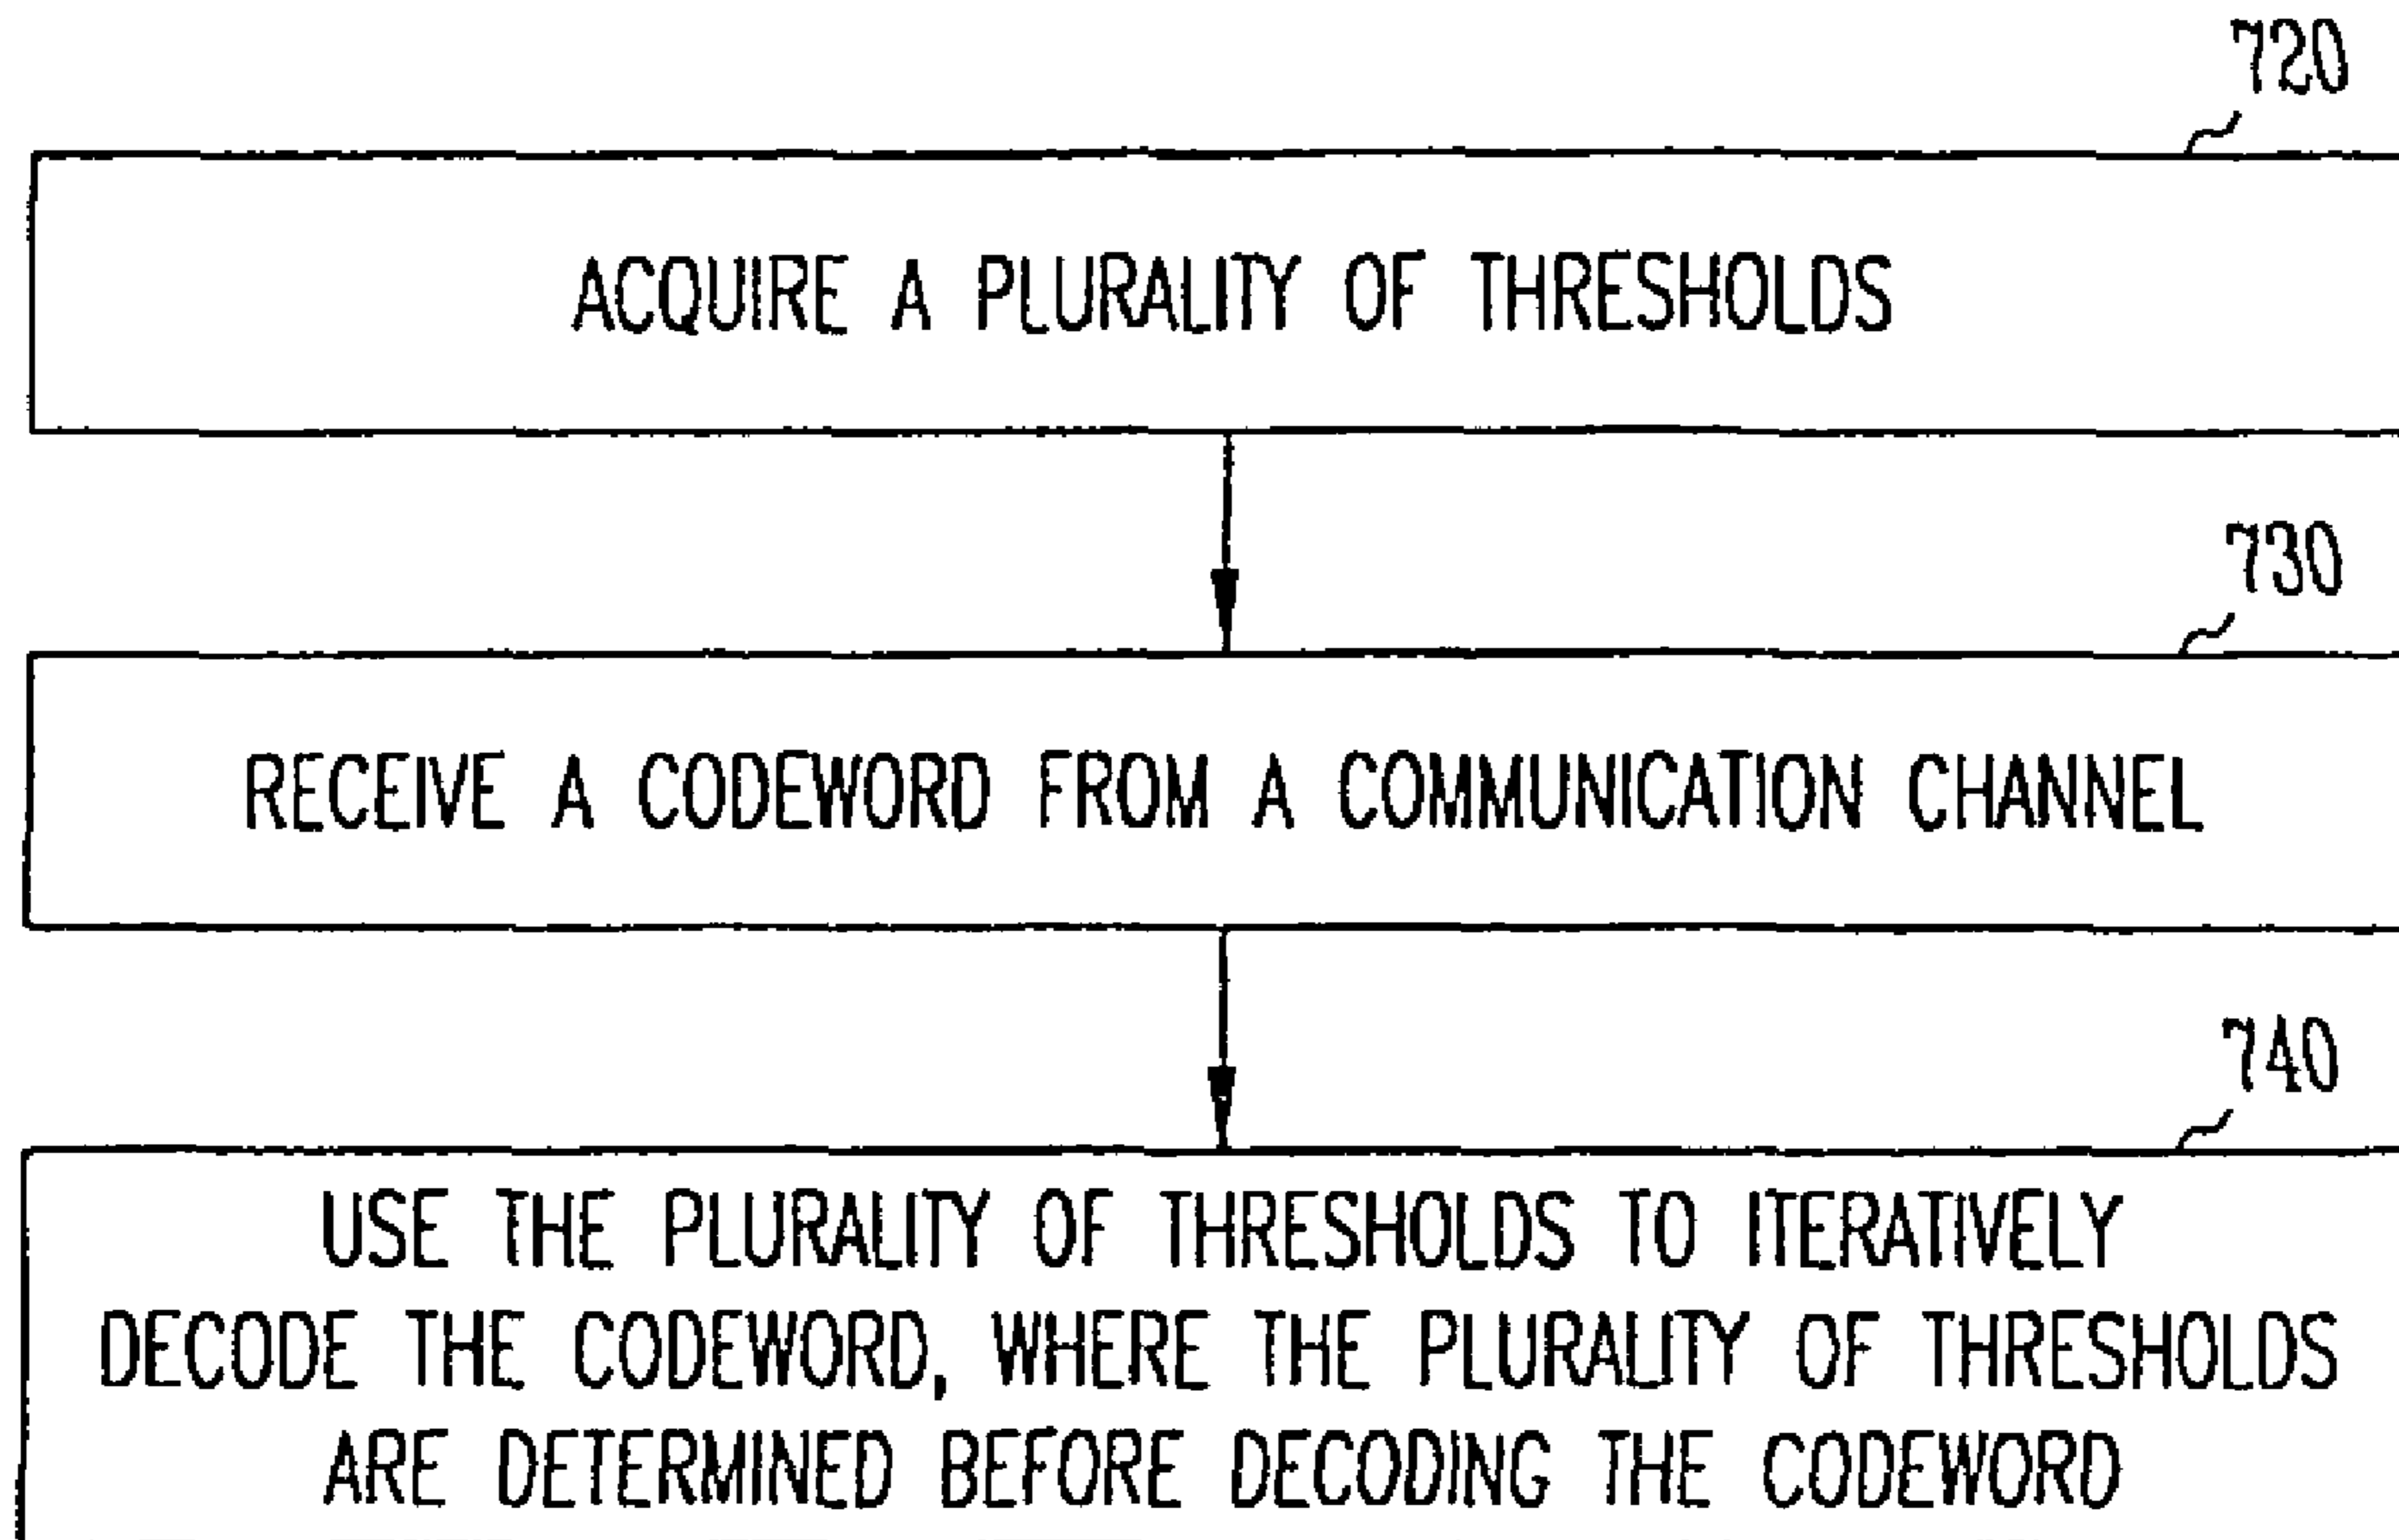 720
ACQUIRE A PLURALITY OF THRESHOLDS
730
RECEIVE A CODEWORD FROM A COMMUNICATION CHANNEL
740
USE THE PLURALITY OF THRESHOLDS TO ITERATIVELY
DECODE THE CODEWORD, WHERE THE PLURALITY OF THRESHOLDS
ARE DETERMINED BEFORE DECODING THE CODEWORD